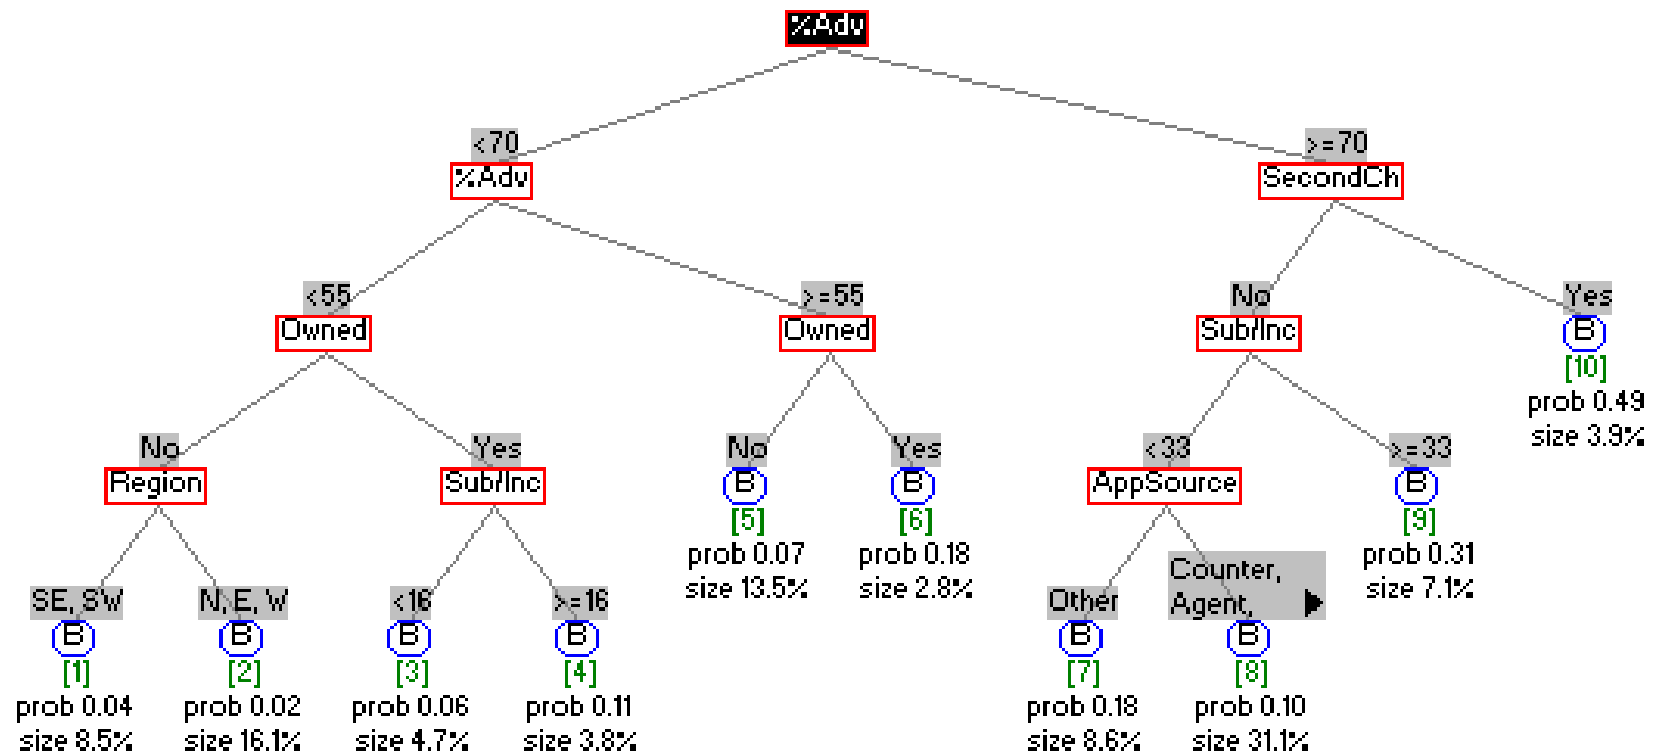 %Adv
<70
>=70
%Adv
SecondCh
<55
>=55
No
Yes
Owned
Owned
Sub/Inc
B
[10]
prob 0.49
size 3.9%
No
Yes
No
Yes
<33
>=33
Region
Sub/Inc
B
B
AppSource
B
[5]
[6]
[9]
prob 0.07
prob 0.18
prob 0.31
size 13.5%
size 2.8%
size 7.1%
SE, SW
N, E, W
<16
>=16
Other
Counter,
Agent,
B
B
B
B
B
B
[1]
[2]
[3]
[4]
[7]
[8]
prob 0.04
prob 0.02
prob 0.06
prob 0.11
prob 0.18
prob 0.10
size 8.5%
size 16.1%
size 4.7%
size 3.8%
size 8.6%
size 31.1%